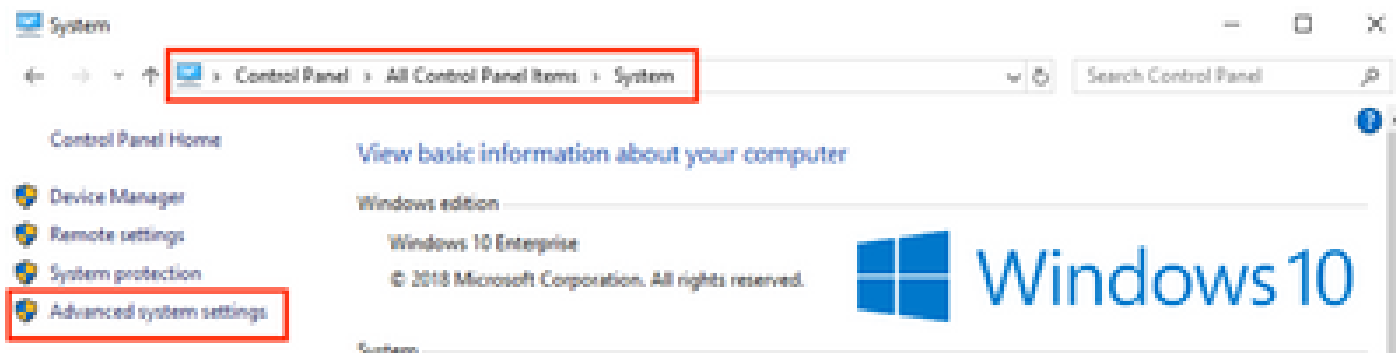 System
Control Panel > All Control Panel Items > System
Search Control Panel
Control Panel Home
View basic information about your computer
Device Manager
Windows edition
Remote settings
Windows 10 Enterprise
System protection
© 2018 Microsoft Corporation. All rights reserved.
Windows 10
Advanced system settings
System